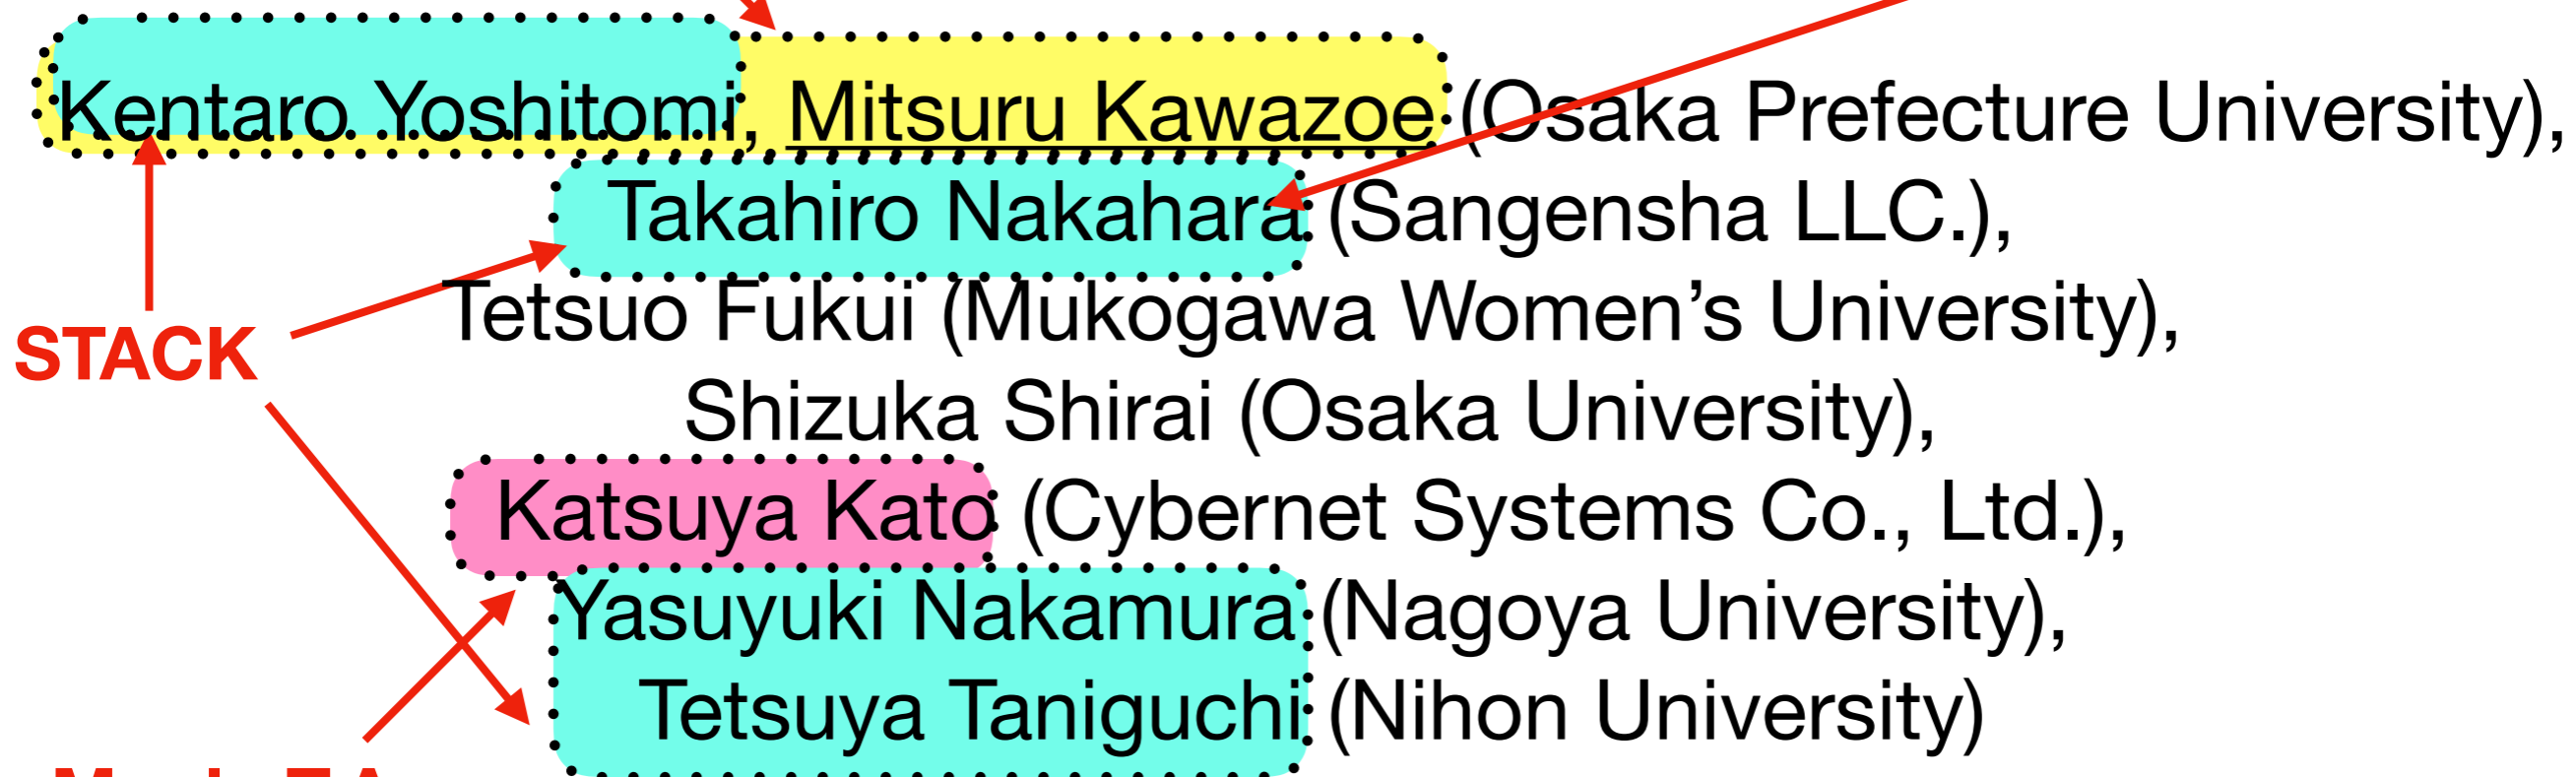 Kentaro Yoshitomi, Mitsuru Kawazoe (Osaka Prefecture University),
Takahiro Nakahara (Sangensha LLC.),
Tetsuo Fukui (Mukogawa Women’s University),
STACK
Shizuka Shirai (Osaka University),
Katsuya Kato (Cybernet Systems Co., Ltd.),
Yasuyuki Nakamura (Nagoya University),
Tetsuya Taniguchi (Nihon University)